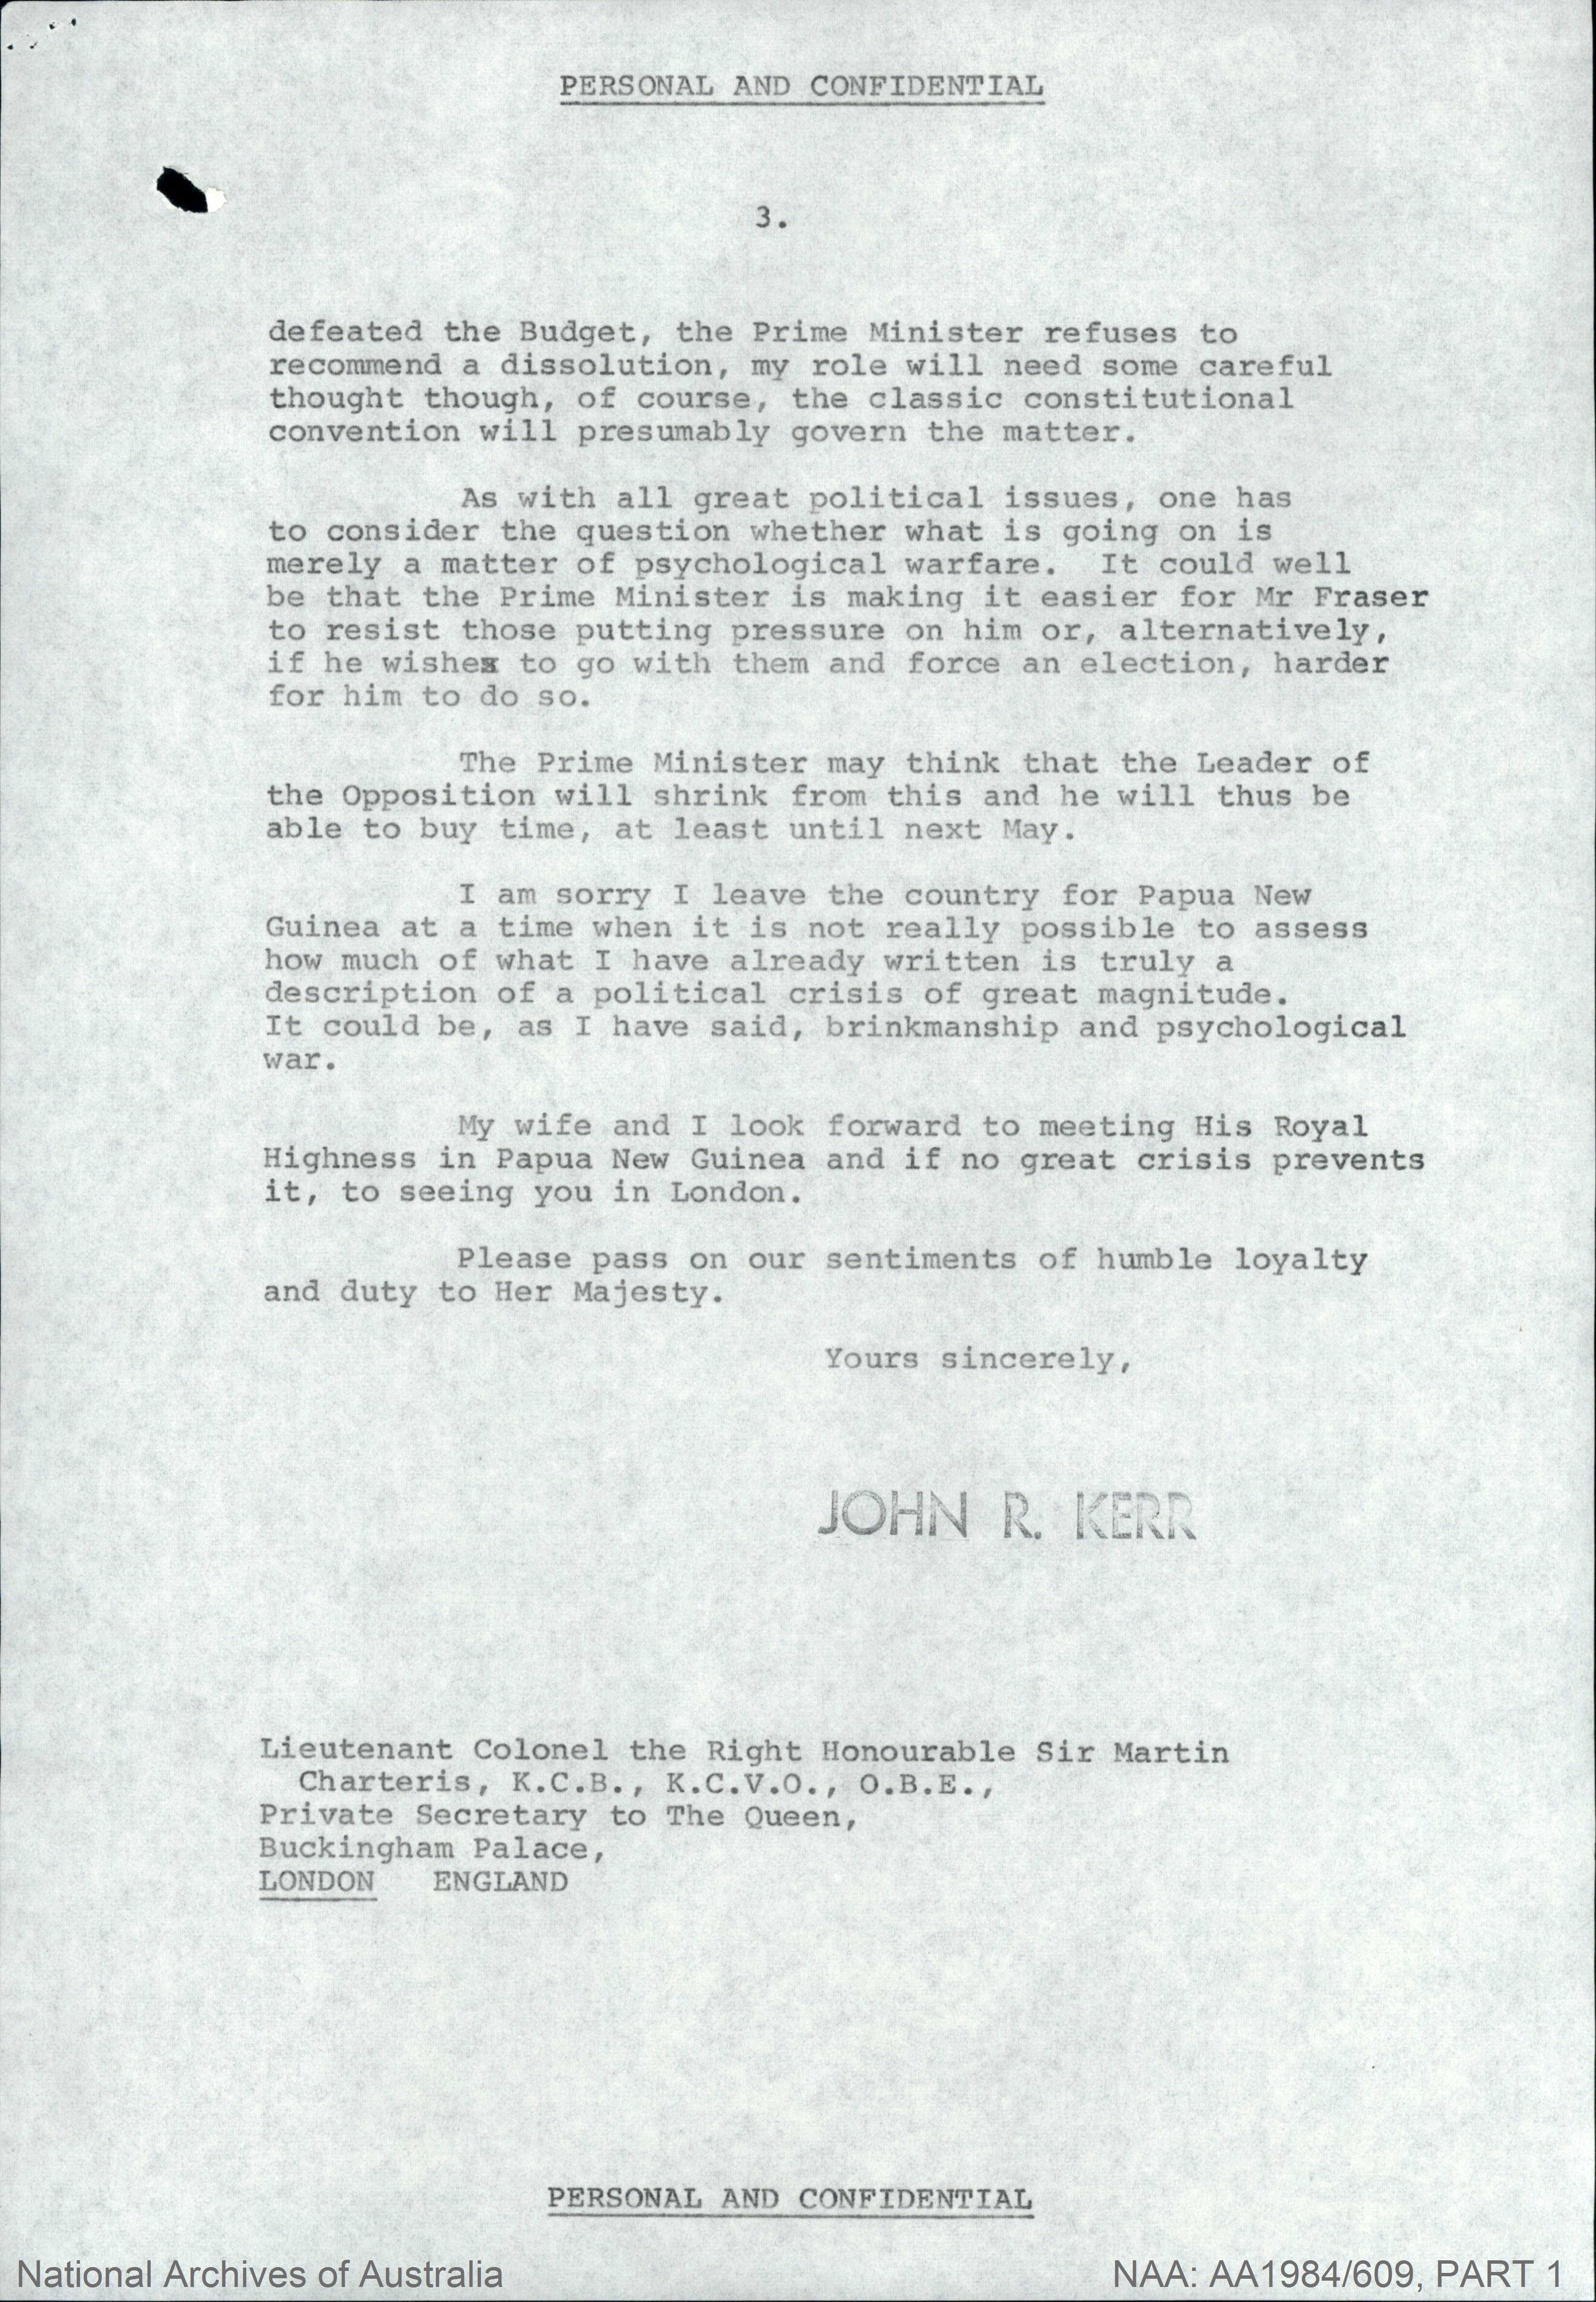 PERSONAL AND CONFIDENTIAL
3.
defeated the Budget, the Prime Minister refuses to
recommend a dissolution, my role will need some careful
thought though, of course, the classic constitutional
convention will presumably govern the matter.
As with all great political issues, one has
to consider the question whether what is going on is
merely a matter of psychological warfare. It could well
be that the Prime Minister is making it easier for Mr Fraser
to resist those putting pressure on him or, alternatively,
if he wishes to go with them and force an election, harder
for him to do so.
The Prime Minister may think that the Leader of
the Opposition will shrink from this and he will thus be
able to buy time, at least until next May.
I am sorry I leave the country for Papua New
Guinea at a time when it is not really possible to assess
how much of what I have already written is truly a
description of a political crisis of great magnitude.
It could be, as I have said, brinkmanship and psychological
war.
My wife and I look forward to meeting His Royal
Highness in Papua New Guinea and if no great crisis prevents
it, to seeing you in London.
Please pass on our sentiments of humble loyalty
and duty to Her Majesty.
Yours sincerely,
JOHN R. KERR
Lieutenant Colonel the Right Honourable Sir Martin
Charteris, K.C.B., K.C.V.O., O.B.E.,
Private Secretary to The Queen,
Buckingham Palace,
LONDON ENGLAND
PERSONAL AND CONFIDENTIAL
National Archives of Australia
NAA: AA1984/609, PART 1